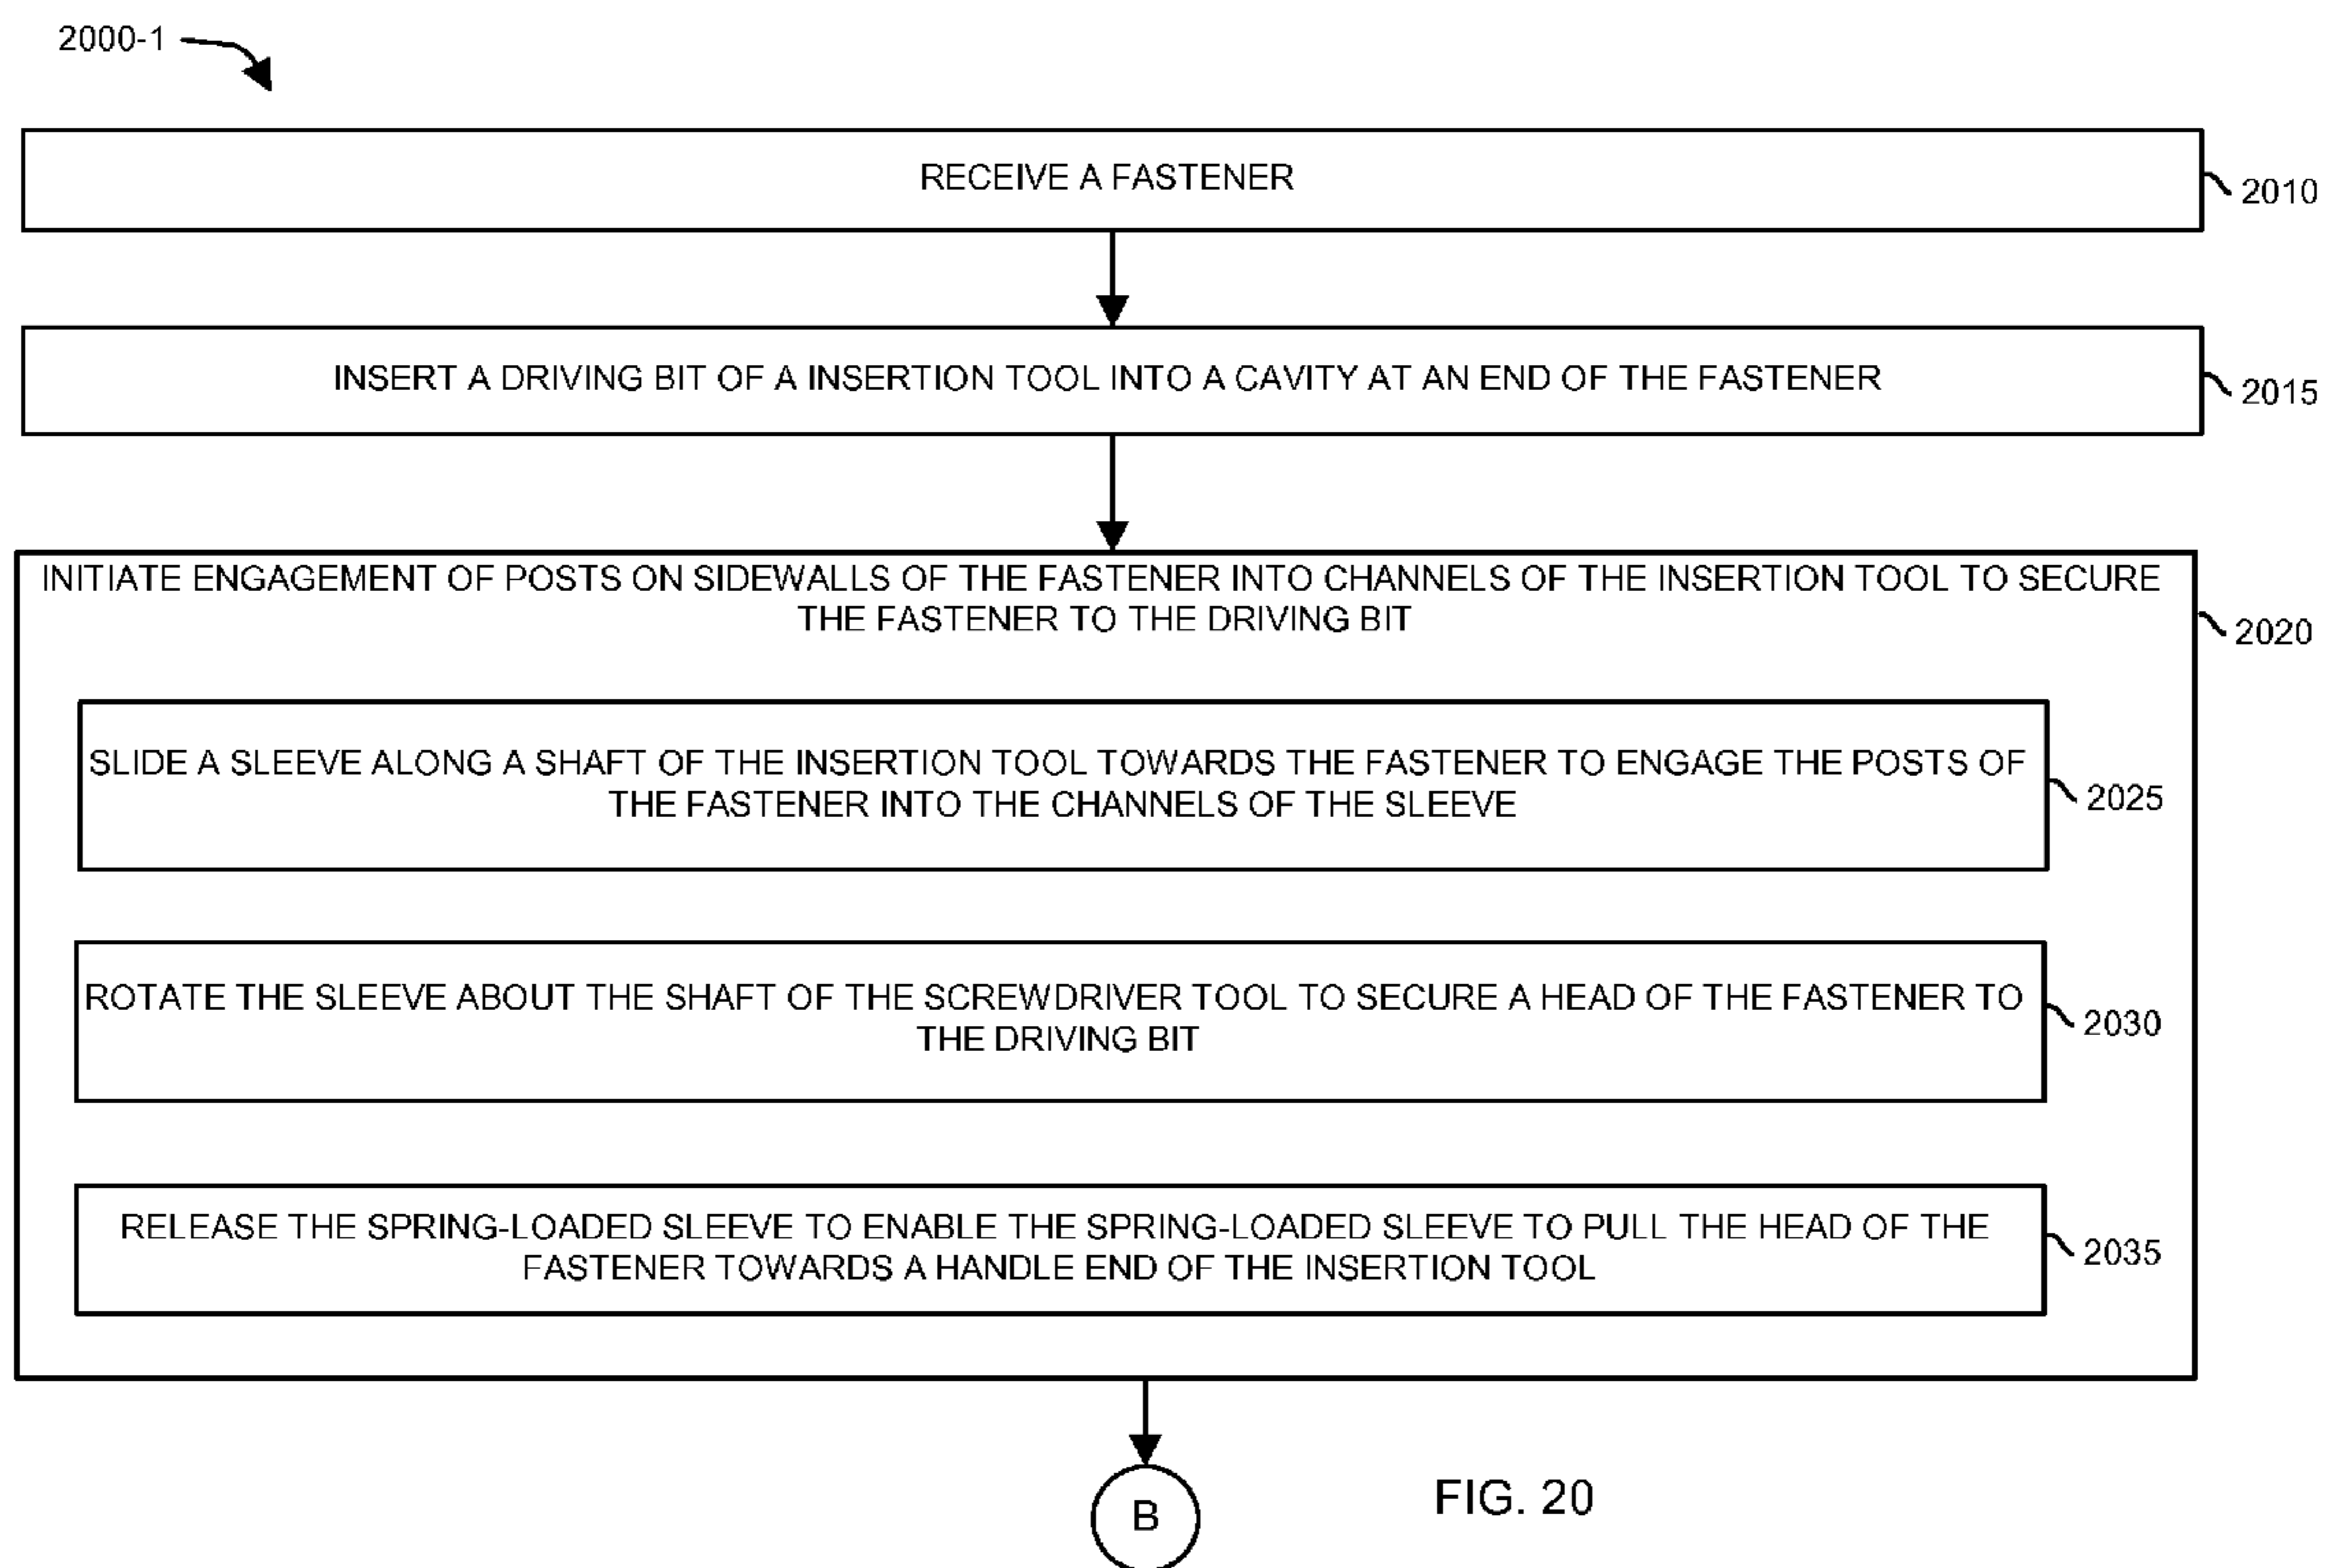 2000-1
RECEIVE A FASTENER
2010
INSERT A DRIVING BIT OF A INSERTION TOOL INTO A CAVITY AT AN END OF THE FASTENER
2015
INITIATE ENGAGEMENT OF POSTS ON SIDEWALLS OF THE FASTENER INTO CHANNELS OF THE INSERTION TOOL TO SECURE
THE FASTENER TO THE DRIVING BIT
2020
SLIDE A SLEEVE ALONG A SHAFT OF THE INSERTION TOOL TOWARDS THE FASTENER TO ENGAGE THE POSTS OF
THE FASTENER INTO THE CHANNELS OF THE SLEEVE
2025
ROTATE THE SLEEVE ABOUT THE SHAFT OF THE SCREWDRIVER TOOL TO SECURE A HEAD OF THE FASTENER TO
THE DRIVING BIT
2030
RELEASE THE SPRING-LOADED SLEEVE TO ENABLE THE SPRING-LOADED SLEEVE TO PULL THE HEAD OF THE
FASTENER TOWARDS A HANDLE END OF THE INSERTION TOOL
2035
B
FIG. 20